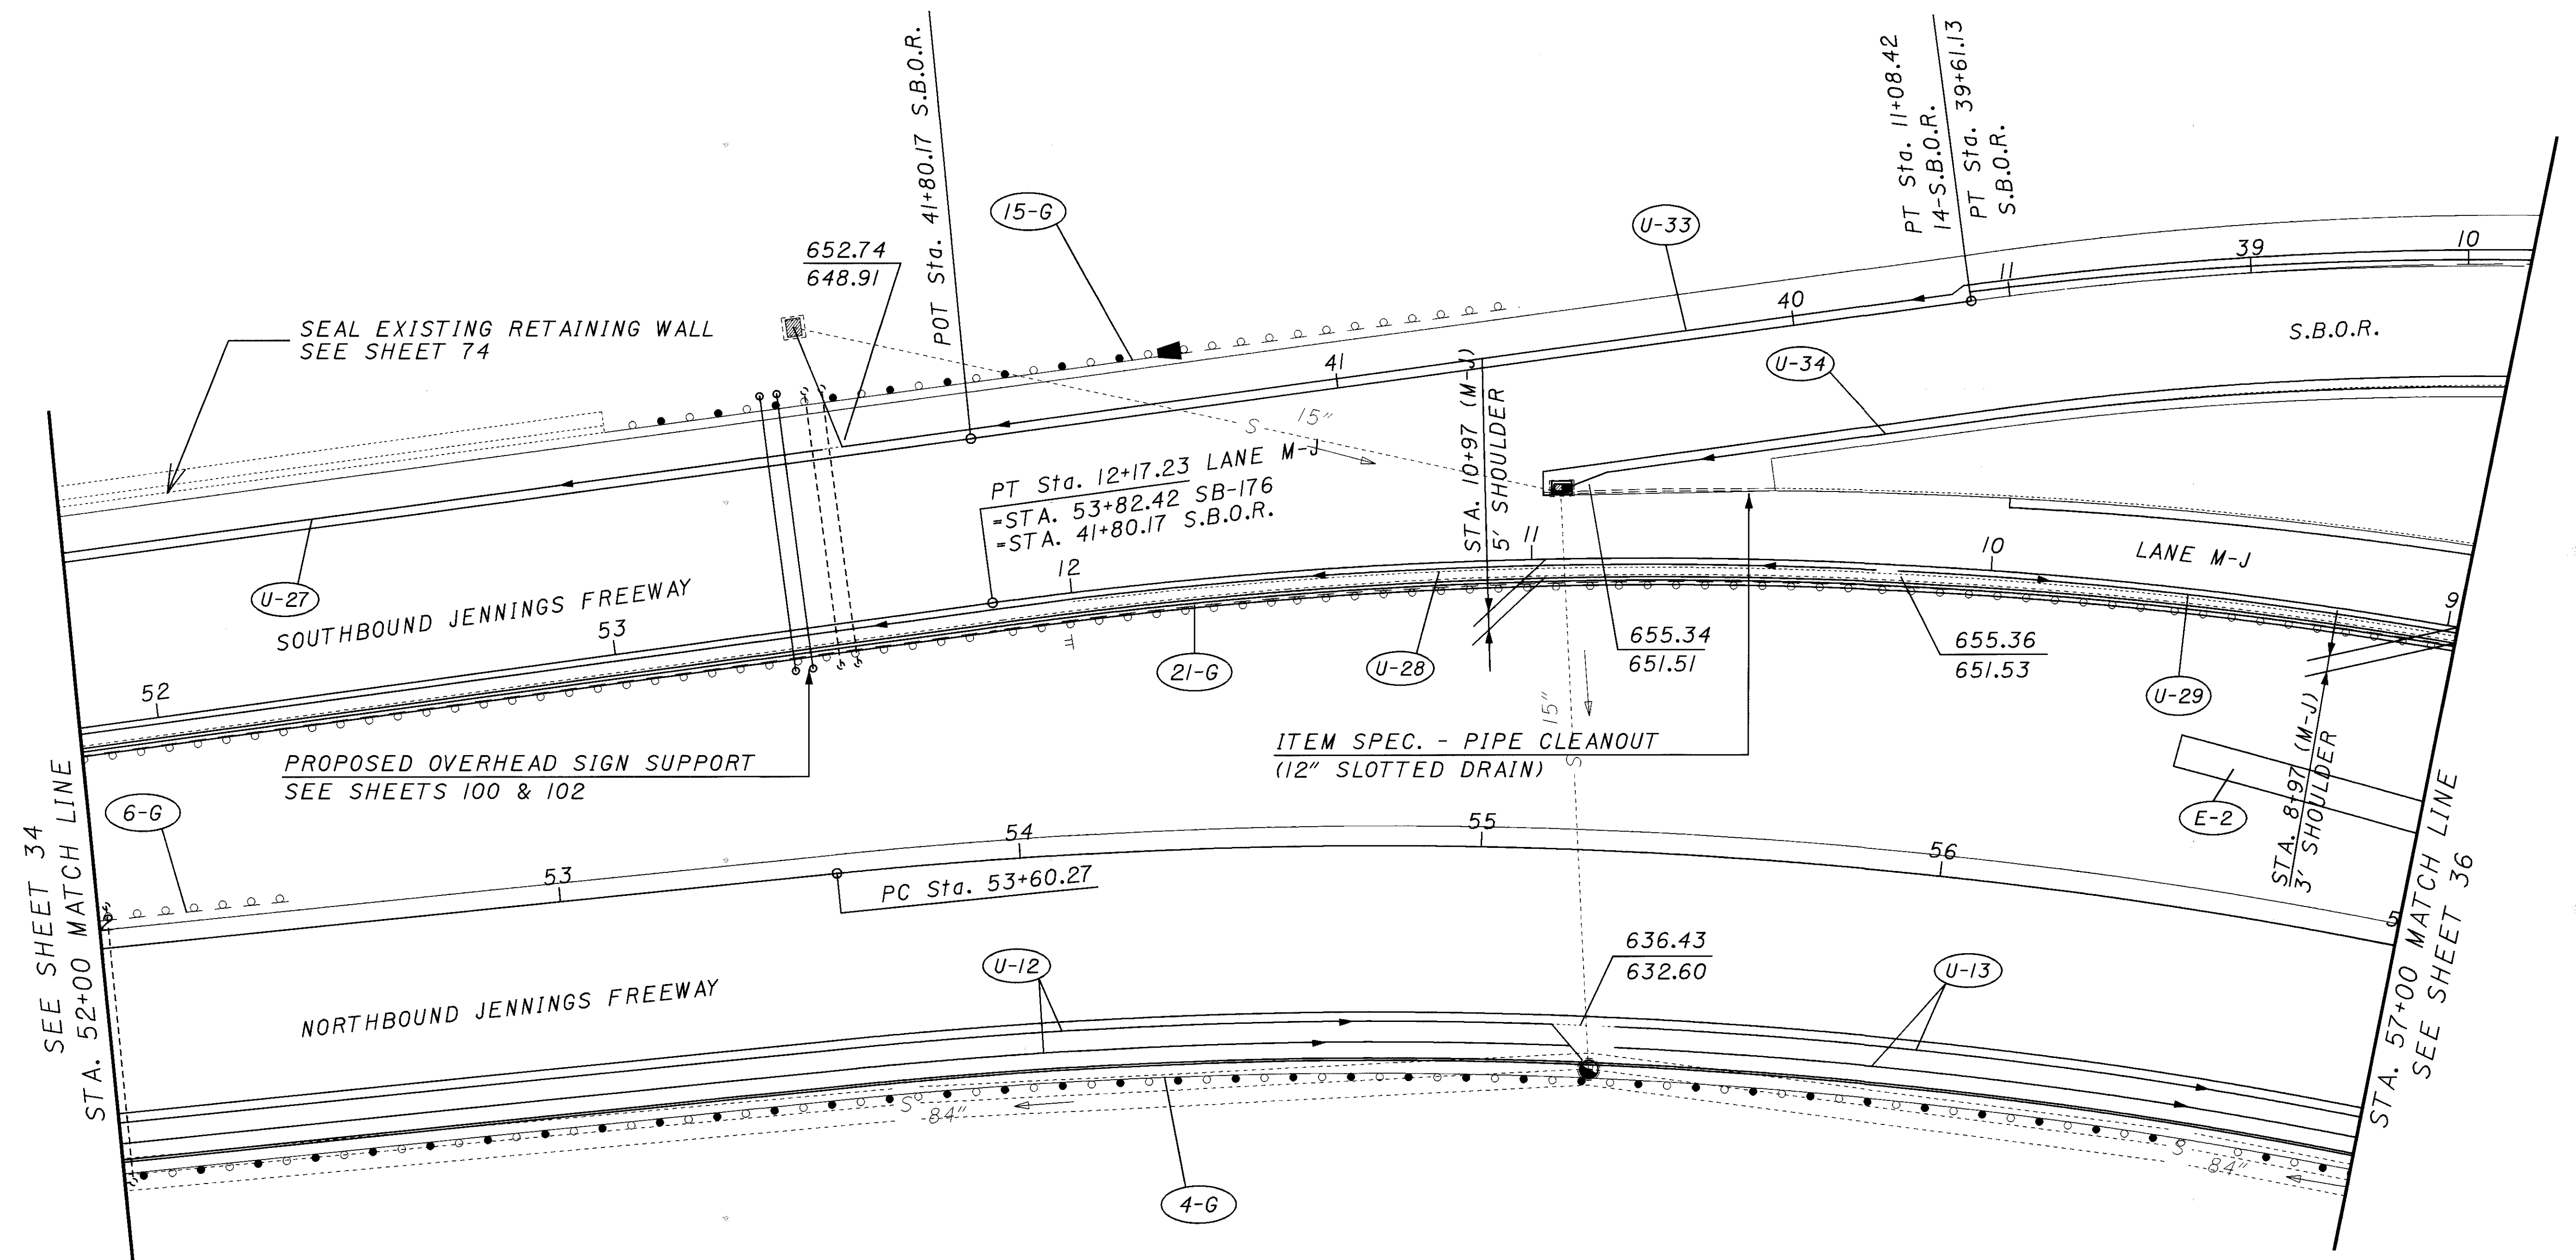 POT Sta. 41+80.17 S.B.O.R.
PT Sta. 11+08.42
14-S.B.O.R.
PT Sta. 39+61.13
S.B.O.R.
15-G
U-33
652.74
648.91
39
10
11
40
S.B.O.R.
SEAL EXISTING RETAINING WALL
SEE SHEET 74
41
U-34
STA. 10+97 (M-J)
5' SHOULDER
S
15"
PT Sta. 12+17.23 LANE M-J
=STA. 53+82.42 SB-176
=STA. 41+80.17 S.B.O.R.
11
10
LANE M-J
12
9
U-27
SOUTHBOUND JENNINGS FREEWAY
53
52
21-G
U-28
655.34
651.51
655.36
651.53
U-29
15"
S
PROPOSED OVERHEAD SIGN SUPPORT
SEE SHEETS 100 & 102
ITEM SPEC. - PIPE CLEANOUT
(12" SLOTTED DRAIN)
STA. 8+97 (M-J)
3' SHOULDER
E-2
6-G
SEE SHEET 34
STA. 52+00 MATCH LINE
53
54
55
56
5
2
PC Sta. 53+60.27
STA. 57+00 MATCH LINE
SEE SHEET 36
NORTHBOUND JENNINGS FREEWAY
U-12
636.43
632.60
U-13
S
84"
S
84"
4-G